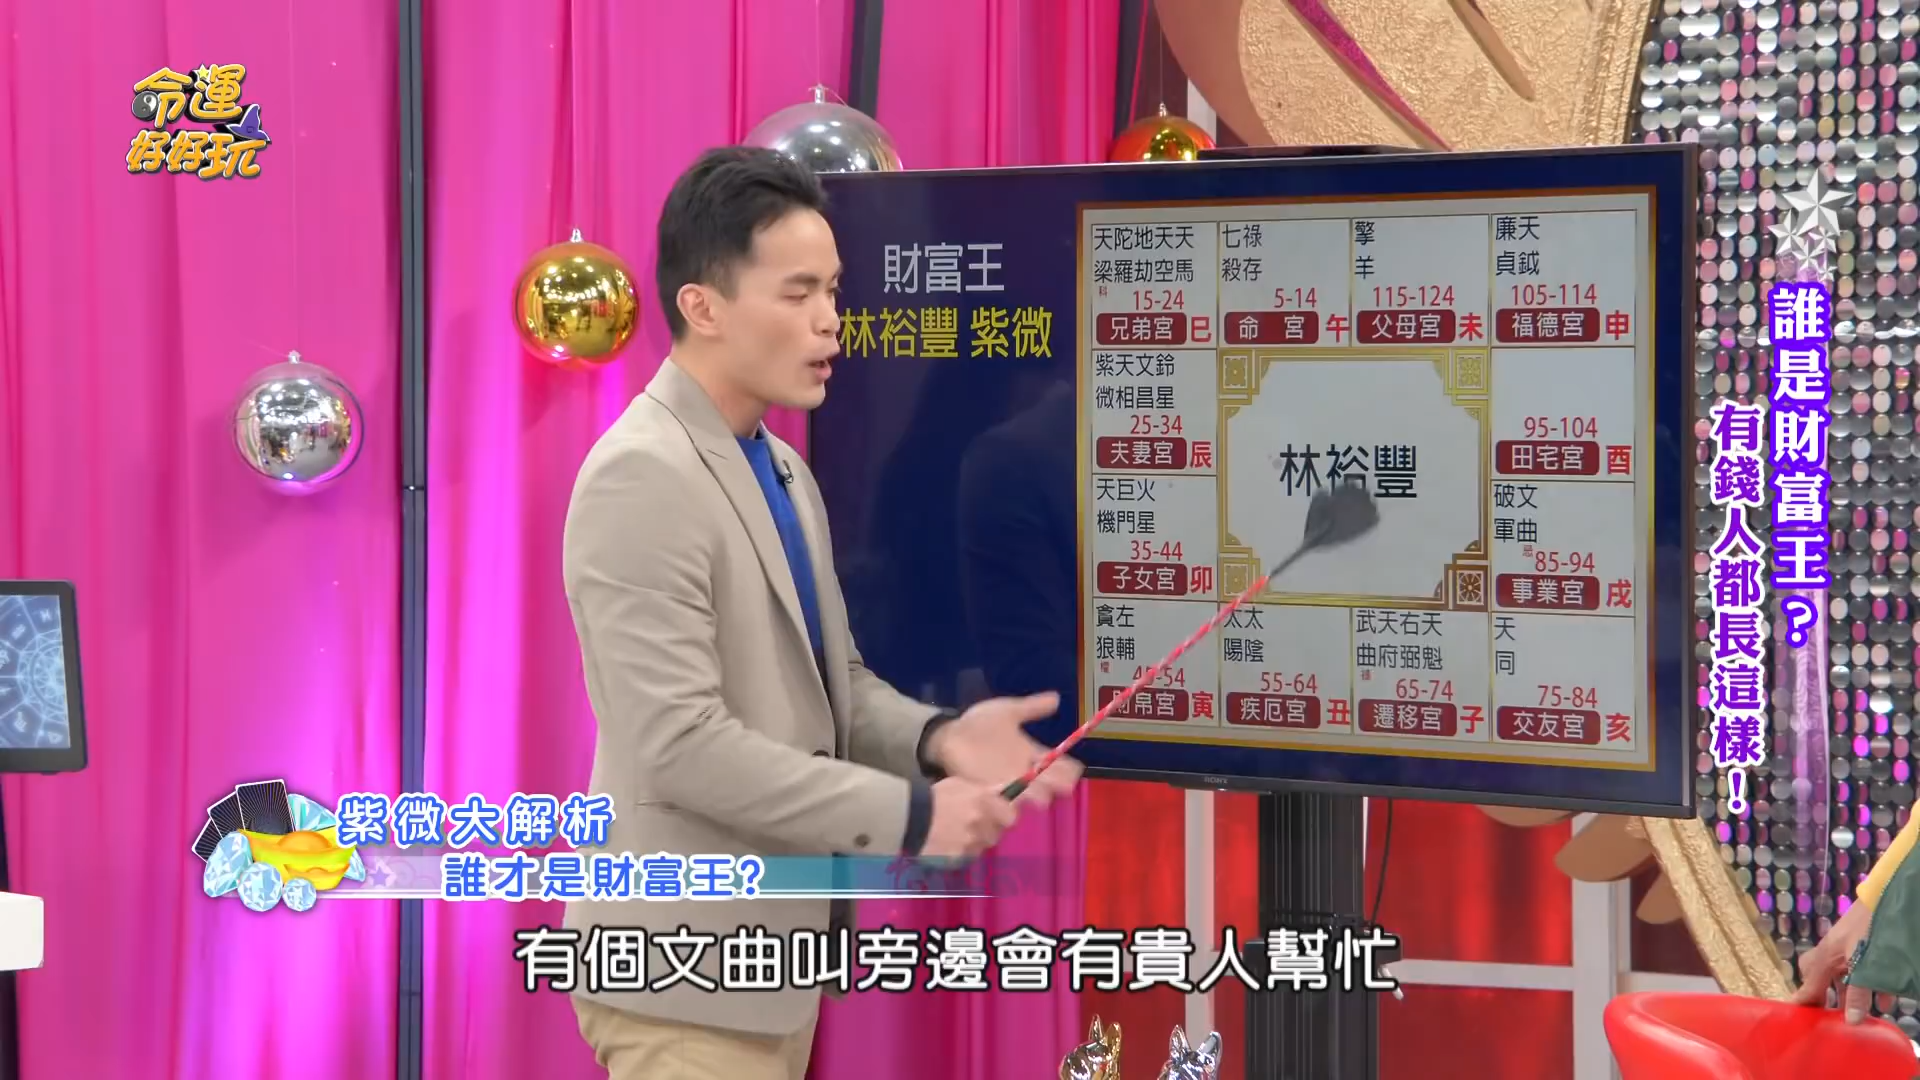 命運
好好玩
財富王
林裕豐 紫微
天陀地天天
梁羅劫空馬
科
15-24
兄弟宮 巳
七祿
殺存
5-14
命 宮 午
擎
羊
115-124
父母宮 未
廉天
貞鉞
105-114
福德宮 申
紫天文鈴
微相昌星
25-34
夫妻宮 辰
林裕豐
95-104
田宅宮 酉
天巨火
機門星
35-44
子女宮 卯
破文
軍曲
忌
85-94
事業宮 戌
貪左
狼輔
權
45-54
財帛宮 寅
太太
陽陰
55-64
疾厄宮 丑
武天右天
曲府弼魁
祿
65-74
遷移宮 子
天
同
75-84
交友宮 亥
誰是財富王?
有錢人都長這樣!
紫微大解析
誰才是財富王?
有個文曲叫旁邊會有貴人幫忙